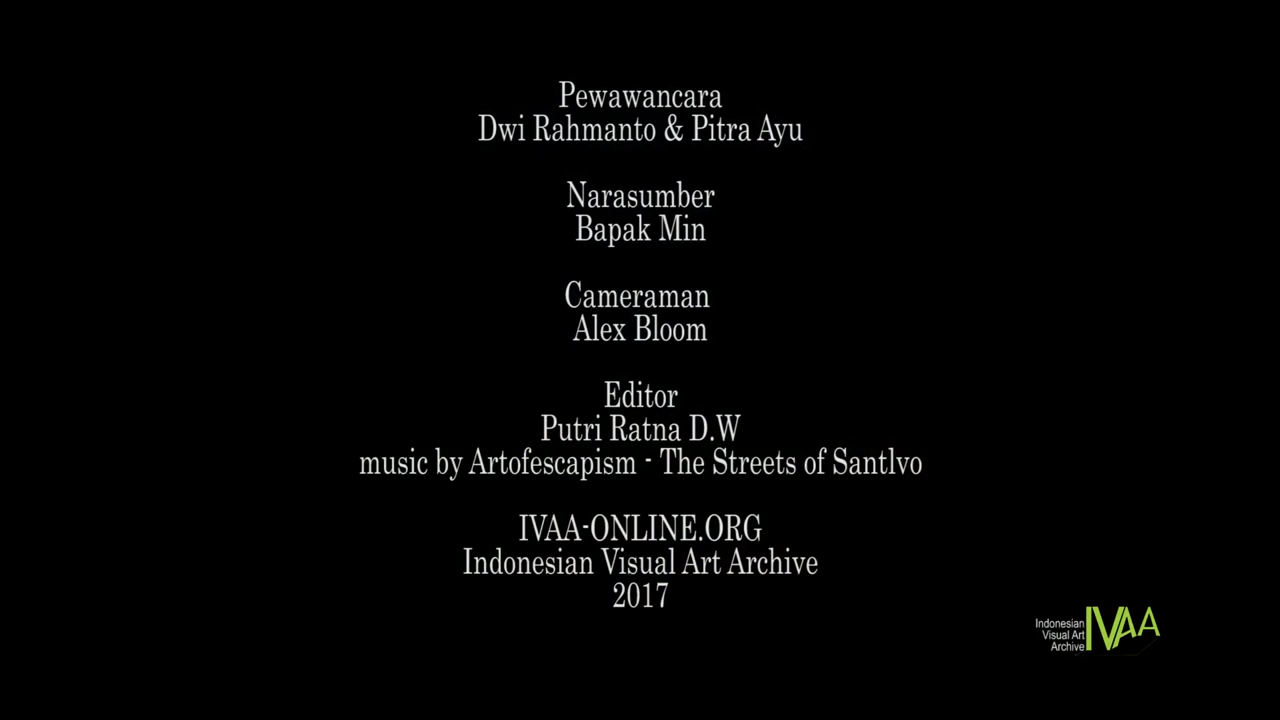 Pewawancara
Dwi Rahmanto & Pitra Ayu
Narasumber
Bapak Min
Cameraman
Alex Bloom
Editor
Putri Ratna D.W
music by Artofescapism - The Streets of Santlvo
IVAA-ONLINE.ORG
Indonesian Visual Art Archive
2017
Indonesian
Visual Art
Archive
IVAA